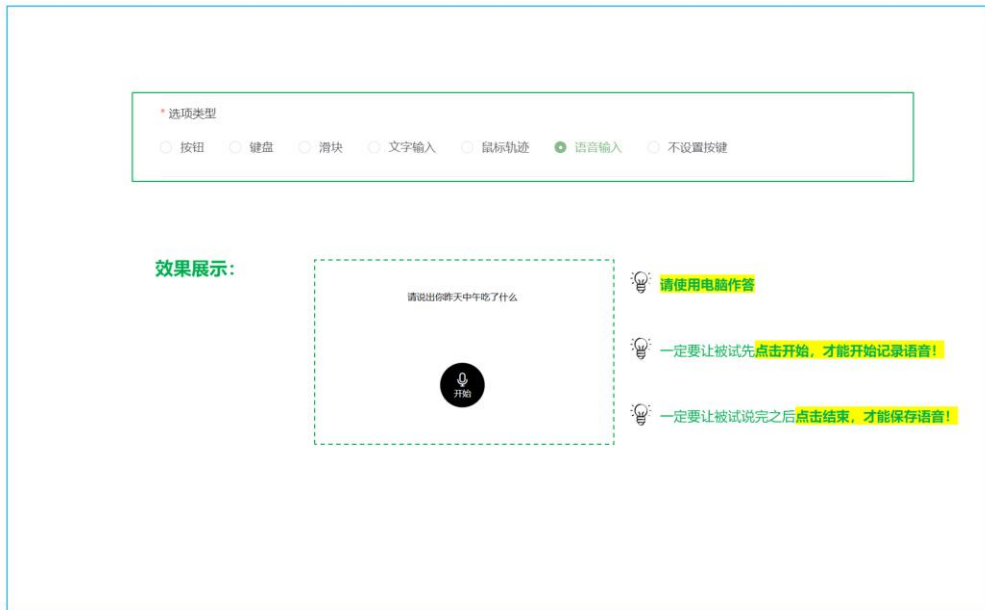 * 选项类型
按钮 键盘 滑块 文字输入 鼠标轨迹 语音输入 不设置按键
效果展示：
请说出你昨天中午吃了什么
开始
请使用电脑作答
一定要让被试先点击开始，才能开始记录语音！
一定要让被试说完之后点击结束，才能保存语音！